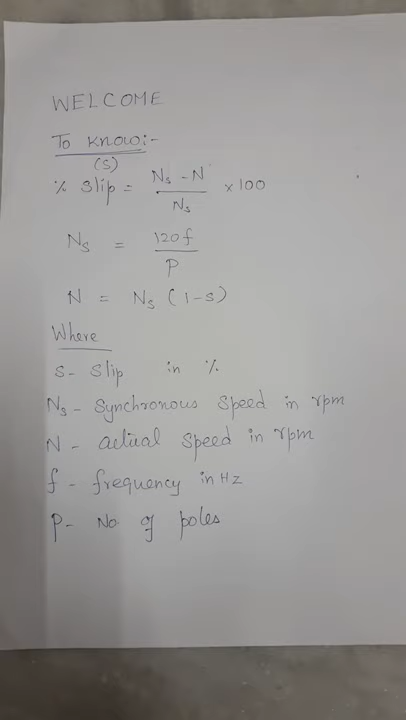 WELCOME
To know:-
(S)
% Slip = Ns - N / Ns × 100
Ns = 120f / P
N = Ns (1-s)
Where
S - Slip in %
Ns - Synchronous Speed in rpm
N - actual Speed in rpm
f - frequency in Hz
P - No. of poles